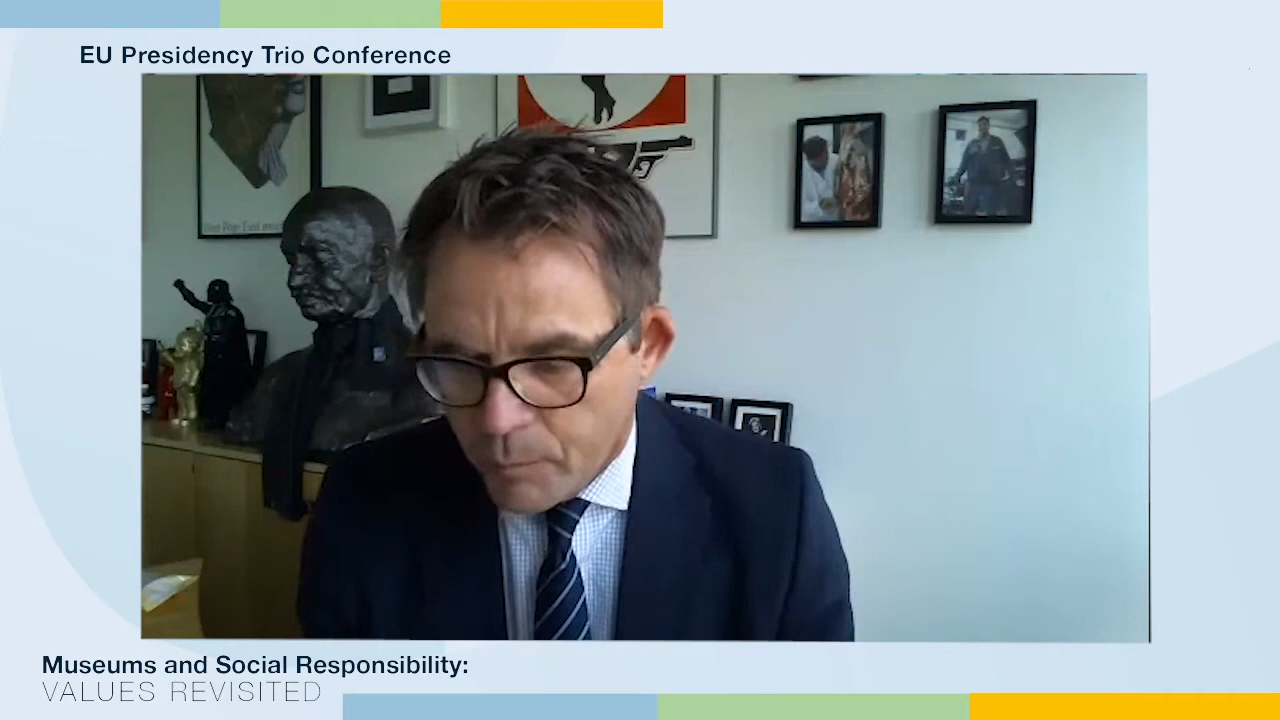 EU Presidency Trio Conference
Museums and Social Responsibility:
VALUES REVISITED